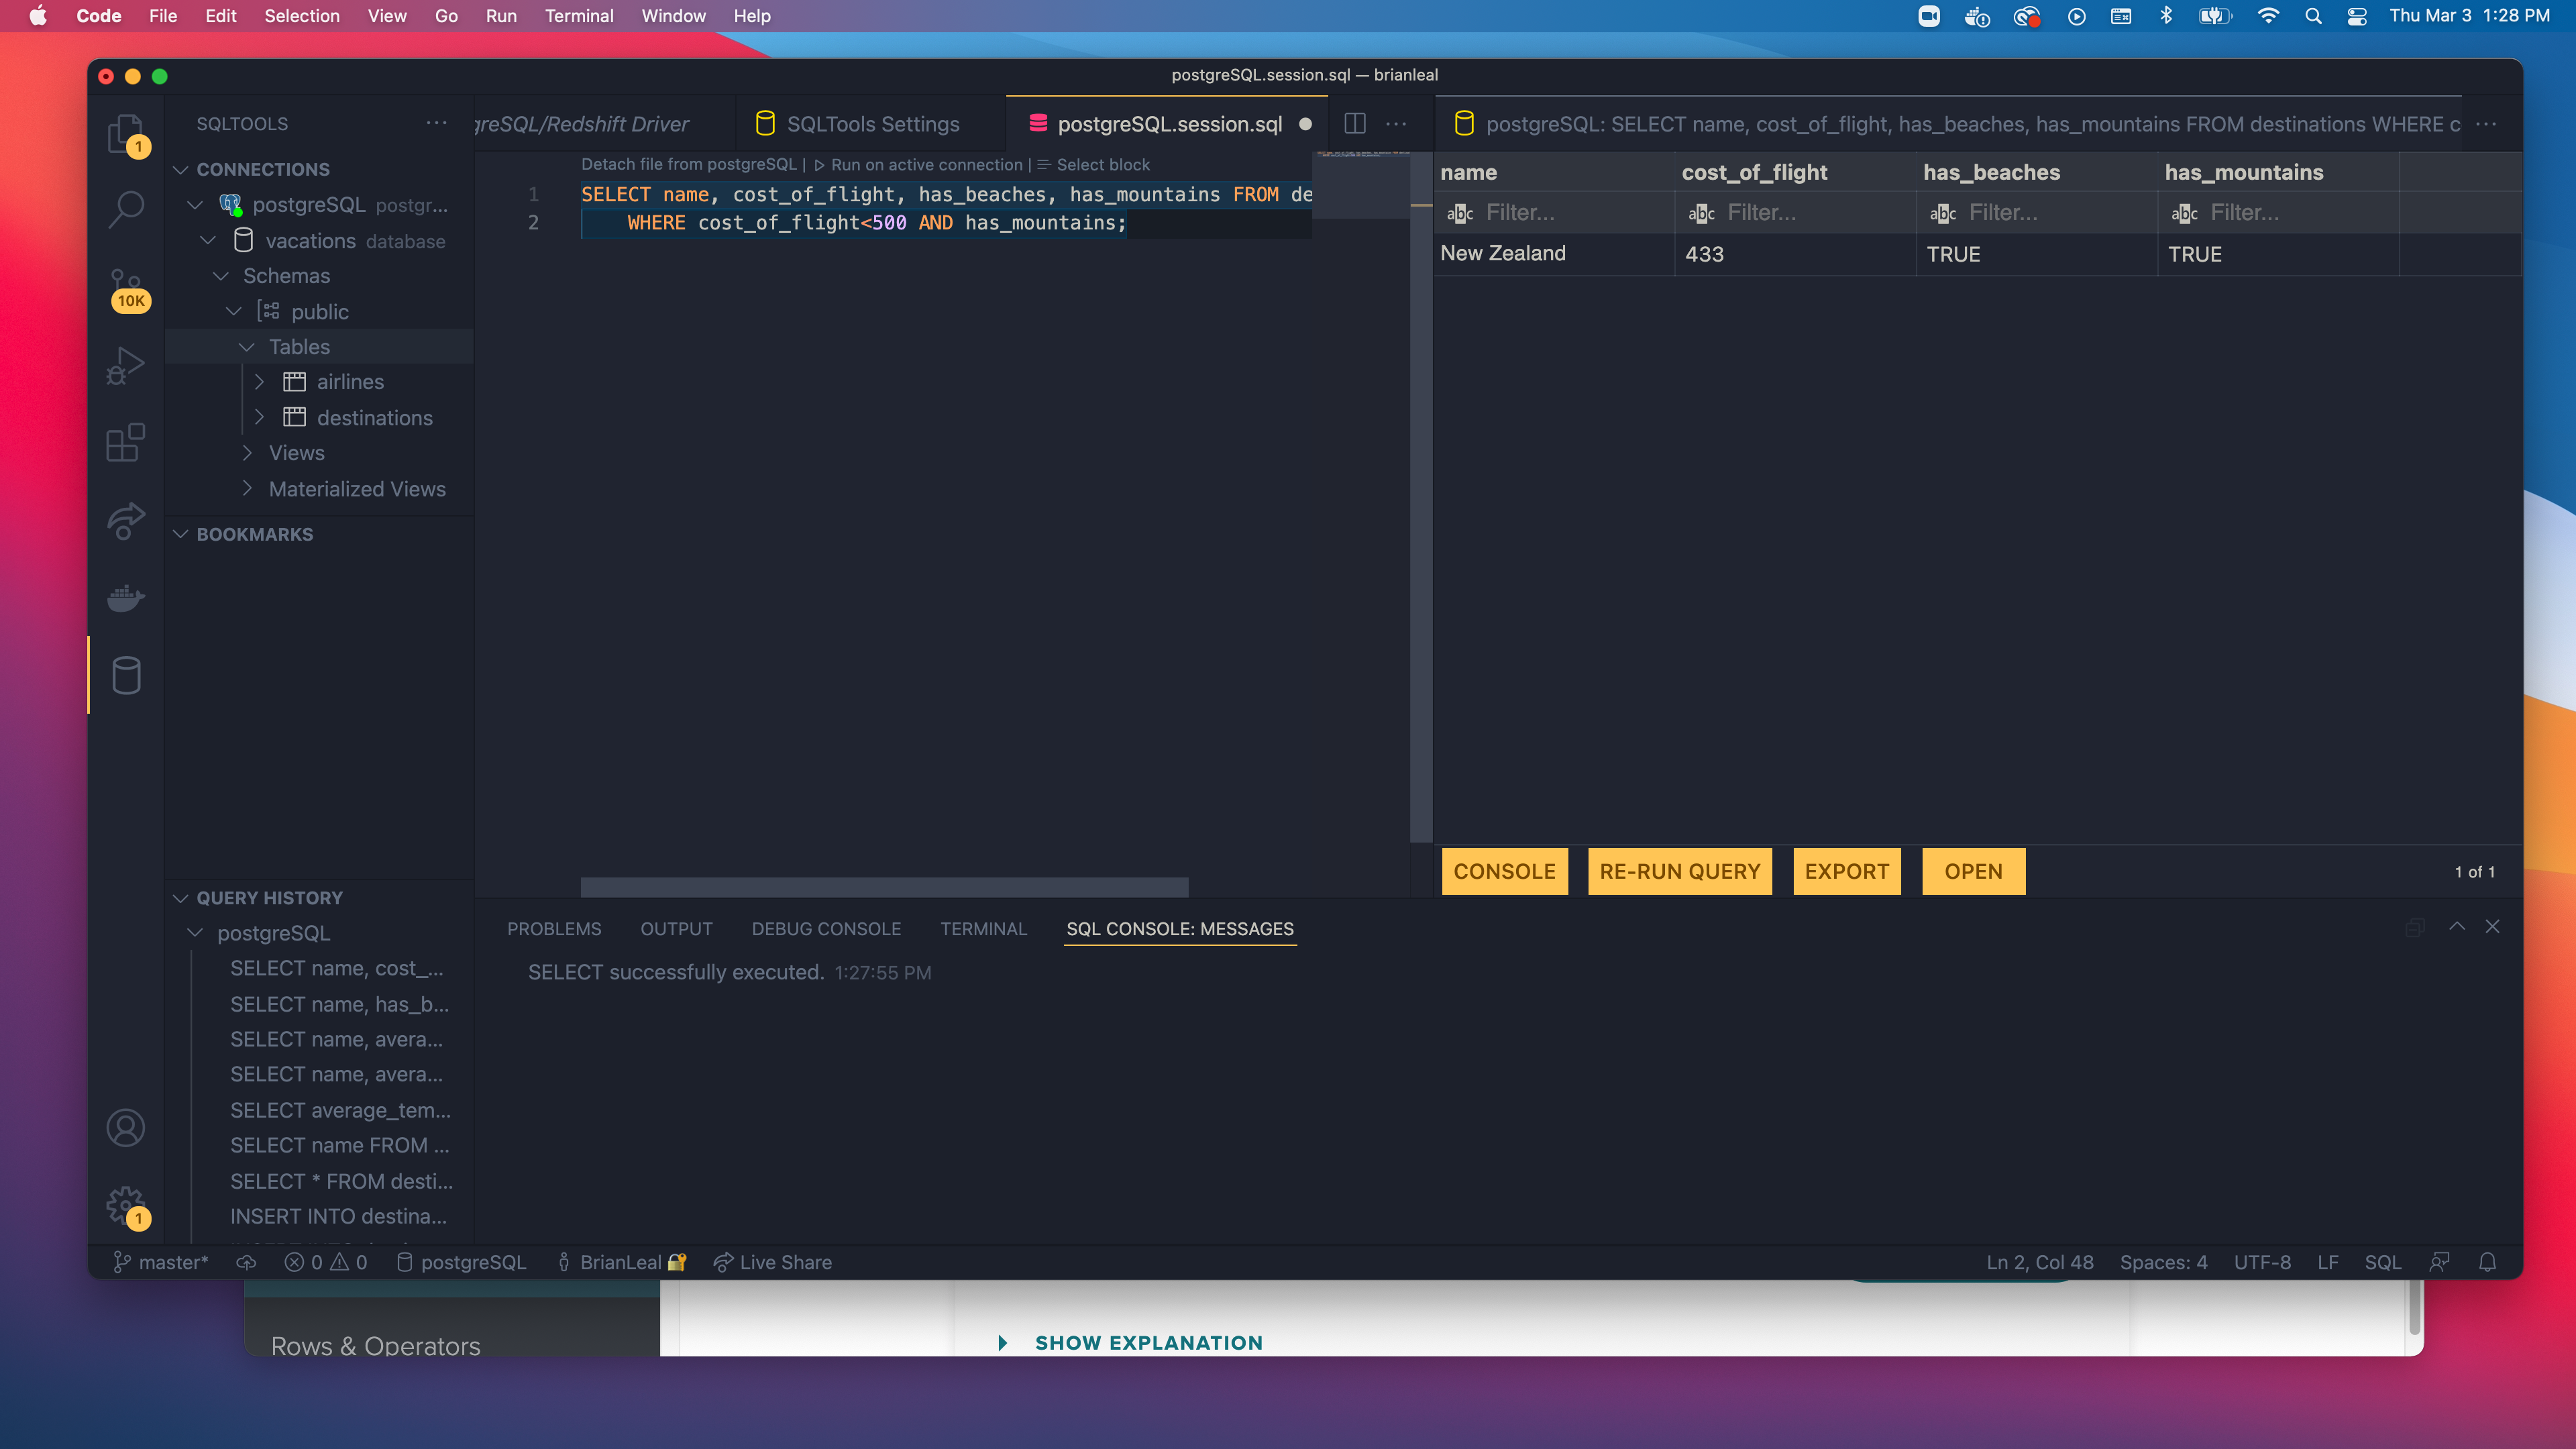 Code File Edit Selection View Go Run Terminal Window Help Thu Mar 3 1:28 PM
postgreSQL.session.sql — brianleal
SQLTOOLS
CONNECTIONS
postgreSQL postgr...
vacations database
Schemas
public
Tables
airlines
destinations
Views
Materialized Views
BOOKMARKS
QUERY HISTORY
postgreSQL
SELECT name, cost_...
SELECT name, has_b...
SELECT name, avera...
SELECT name, avera...
SELECT average_tem...
SELECT name FROM ...
SELECT * FROM desti...
INSERT INTO destina...
1
10K
1
greSQL/Redshift Driver SQLTools Settings postgreSQL.session.sql
Detach file from postgreSQL | Run on active connection | Select block
1 SELECT name, cost_of_flight, has_beaches, has_mountains FROM de
2 WHERE cost_of_flight<500 AND has_mountains;
postgreSQL: SELECT name, cost_of_flight, has_beaches, has_mountains FROM destinations WHERE c
name cost_of_flight has_beaches has_mountains
abc Filter... abc Filter... abc Filter... abc Filter...
New Zealand 433 TRUE TRUE
CONSOLE RE-RUN QUERY EXPORT OPEN 1 of 1
PROBLEMS OUTPUT DEBUG CONSOLE TERMINAL SQL CONSOLE: MESSAGES
SELECT successfully executed. 1:27:55 PM
master* 0 0 postgreSQL BrianLeal Live Share Ln 2, Col 48 Spaces: 4 UTF-8 LF SQL
Rows & Operators
SHOW EXPLANATION